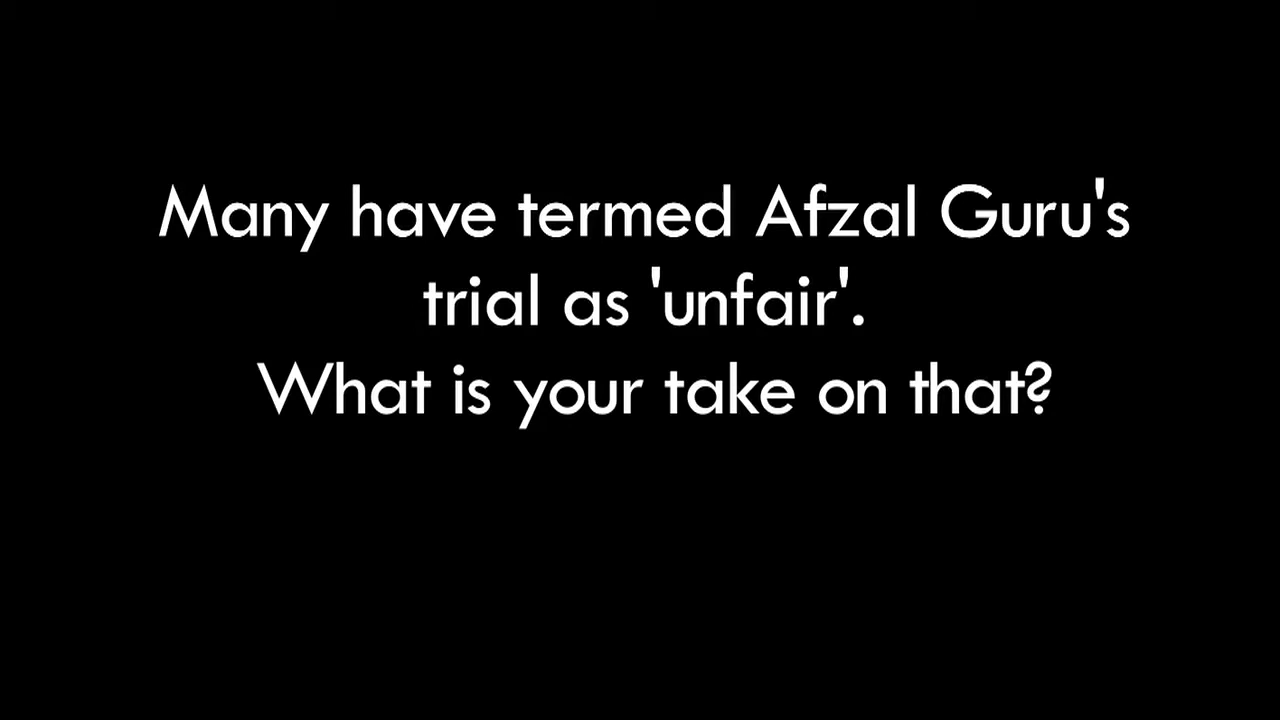 Many have termed Afzal Guru's
trial as 'unfair'.
What is your take on that?